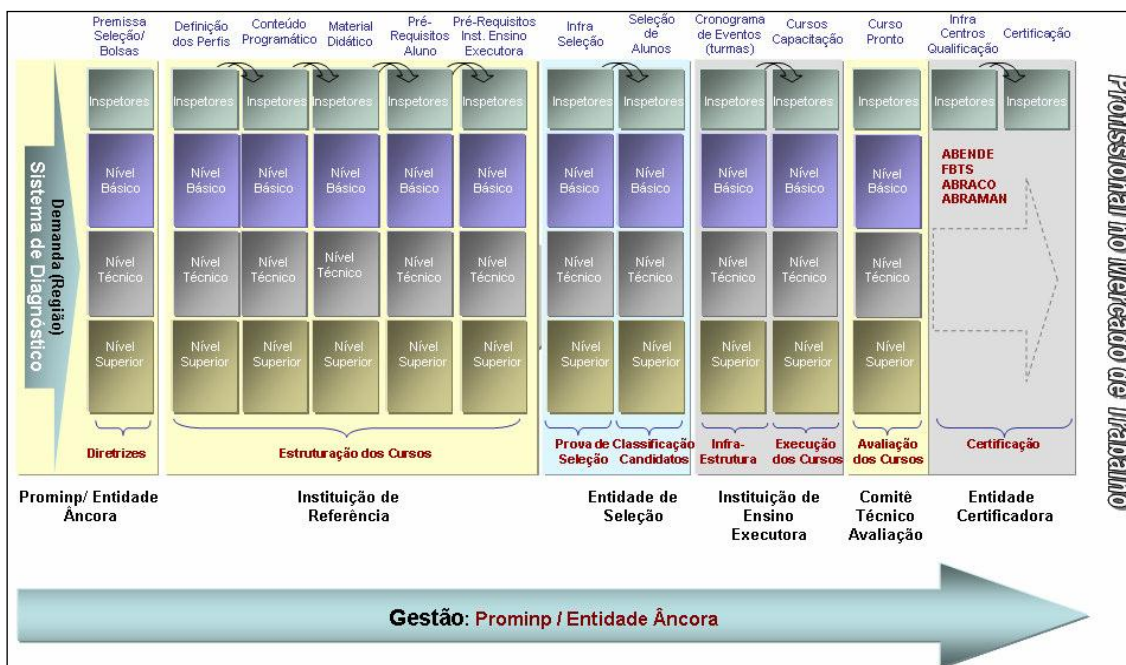 Premissa
Seleção/
Bolsas
Definição
dos Perfis
Conteúdo
Programático
Material
Didático
Pré-
Requisitos
Aluno
Pré-Requisitos
Inst. Ensino
Executora
Infra
Seleção
Seleção
de
Alunos
Cronograma
de Eventos
(turmas)
Cursos
Capacitação
Curso
Pronto
Infra
Centros
Qualificação
Certificação
Inspetores
Inspetores
Inspetores
Inspetores
Inspetores
Inspetores
Inspetores
Inspetores
Inspetores
Inspetores
Inspetores
Inspetores
Inspetores
Nível
Básico
Nível
Básico
Nível
Básico
Nível
Básico
Nível
Básico
Nível
Básico
Nível
Básico
Nível
Básico
Nível
Básico
Nível
Básico
Nível
Básico
ABENDE
FBTS
ABRACO
ABRAMAN
Nível
Técnico
Nível
Técnico
Nível
Técnico
Nível
Técnico
Nível
Técnico
Nível
Técnico
Nível
Técnico
Nível
Técnico
Nível
Técnico
Nível
Técnico
Nível
Técnico
Nível
Superior
Nível
Superior
Nível
Superior
Nível
Superior
Nível
Superior
Nível
Superior
Nível
Superior
Nível
Superior
Nível
Superior
Nível
Superior
Nível
Superior
Demanda (Região)
Sistema de Diagnóstico
Profissional no Mercado de Trabalho
Diretrizes
Estruturação dos Cursos
Prova de
Seleção
Classificação
Candidatos
Infra-
Estrutura
Execução
dos Cursos
Avaliação
dos Cursos
Certificação
Prominp/ Entidade
Âncora
Instituição de
Referência
Entidade de
Seleção
Instituição de
Ensino
Executora
Comitê
Técnico
Avaliação
Entidade
Certificadora
Gestão: Prominp / Entidade Âncora